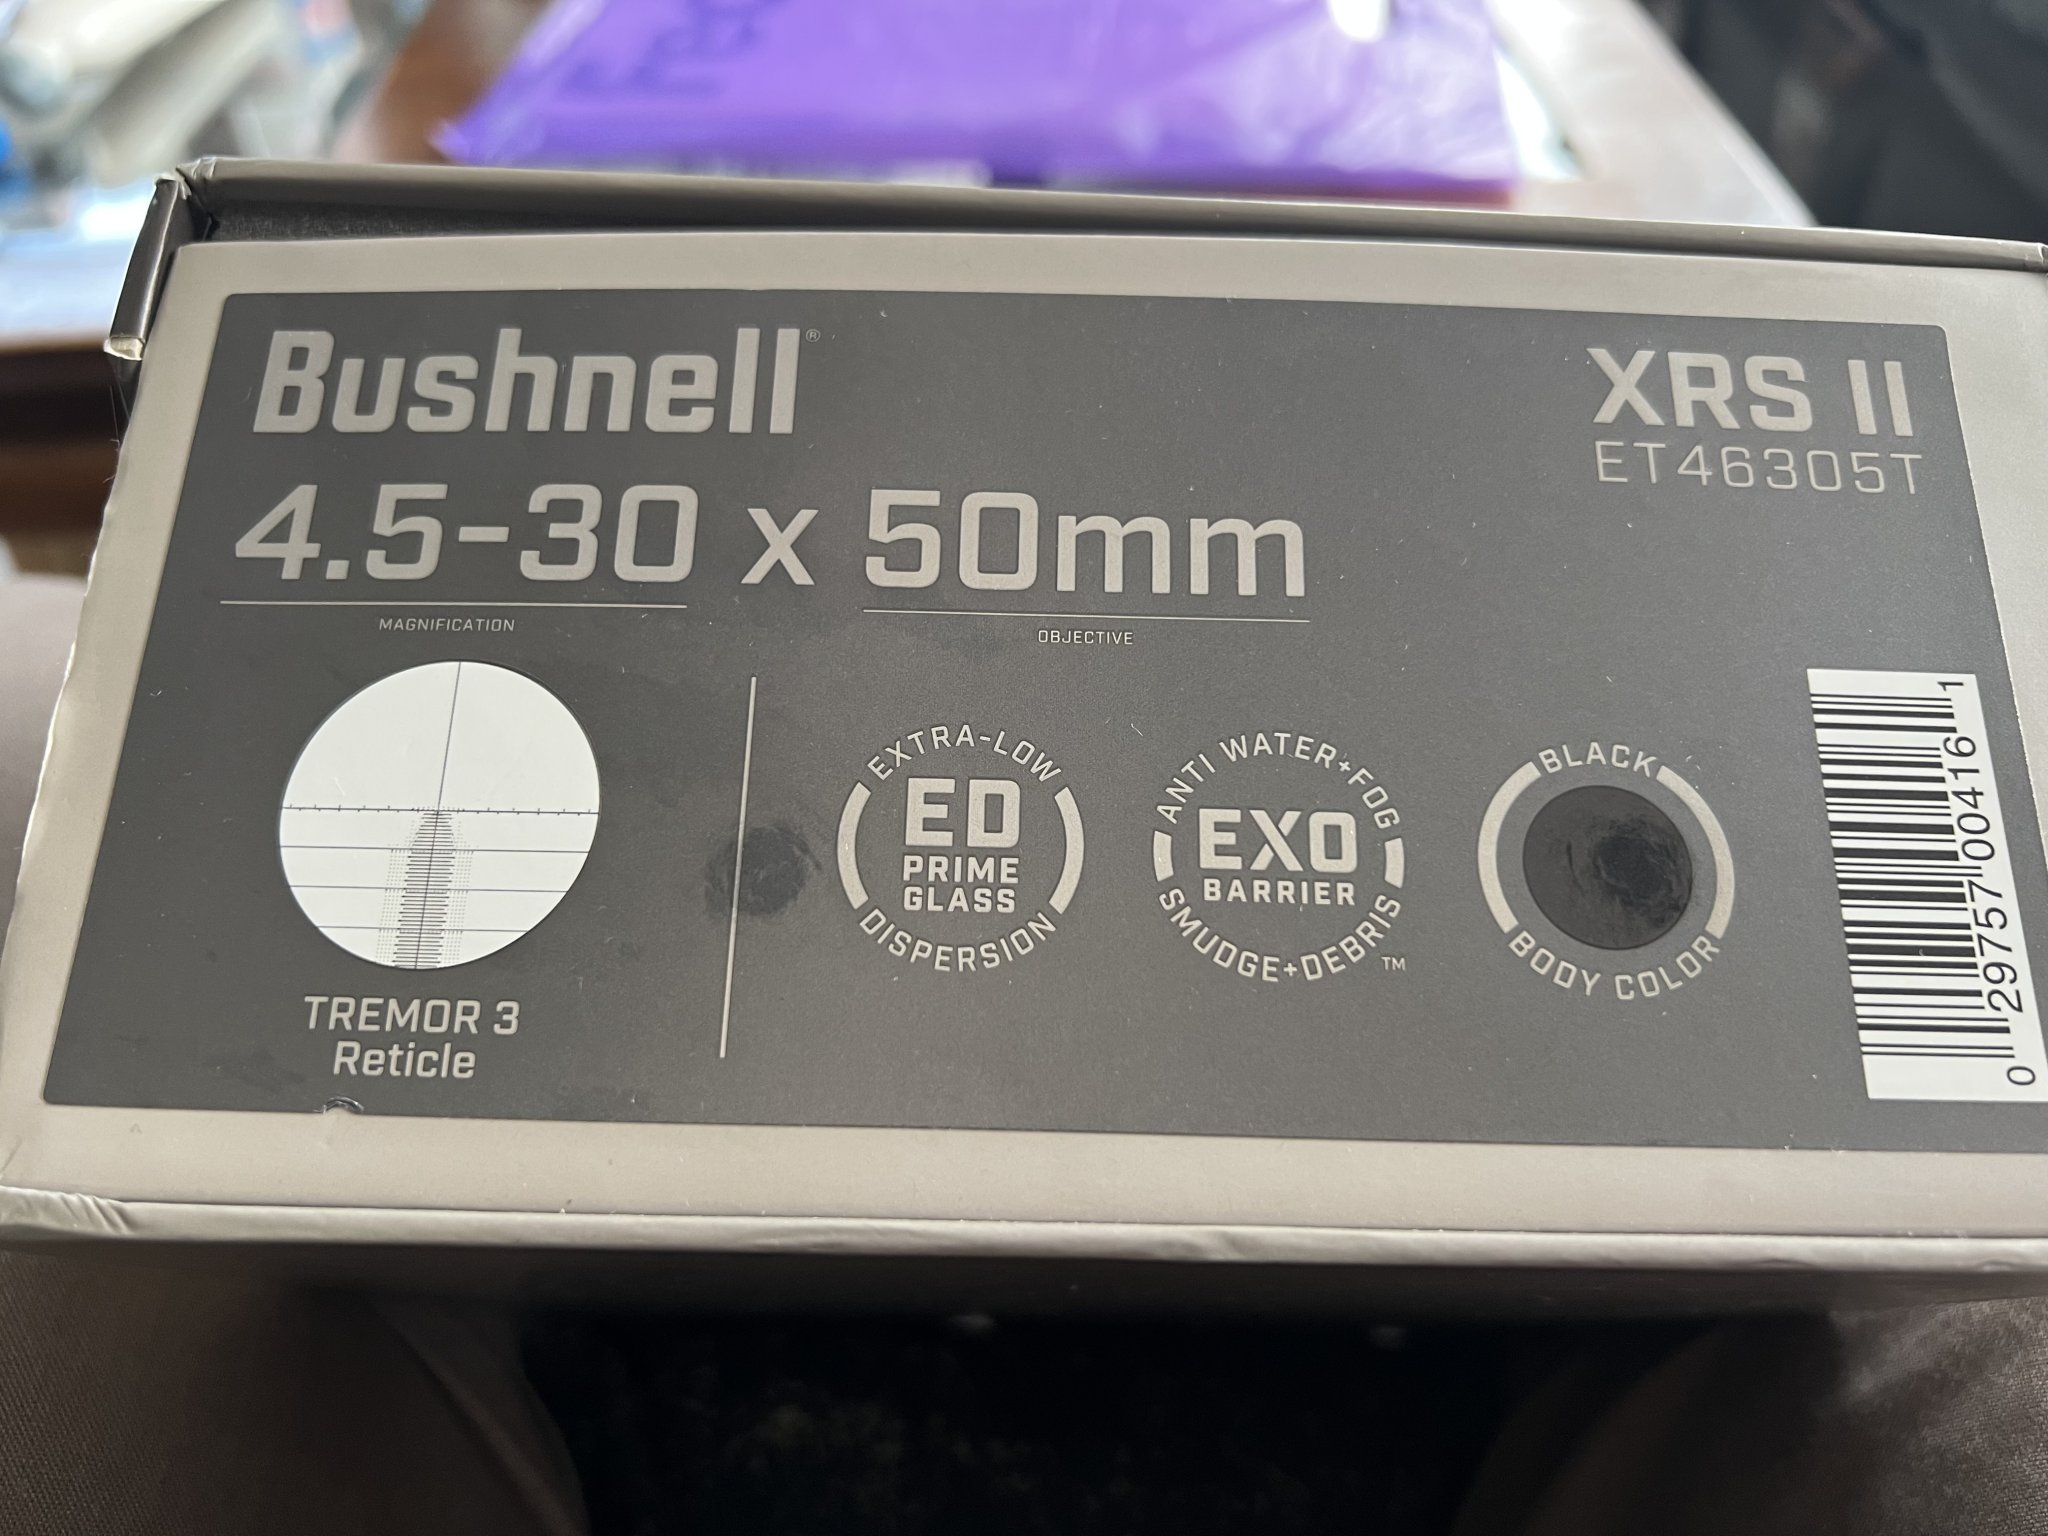 Bushnell®
XRS II
ET46305T
4.5-30 x 50mm
MAGNIFICATION
OBJECTIVE
TREMOR 3
Reticle
EXTRA-LOW
ED
PRIME
GLASS
DISPERSION
ANTI WATER+FOG
EXO
BARRIER
SMUDGE+DEBRIS™
BLACK
BODY COLOR
0 29757 00416 1